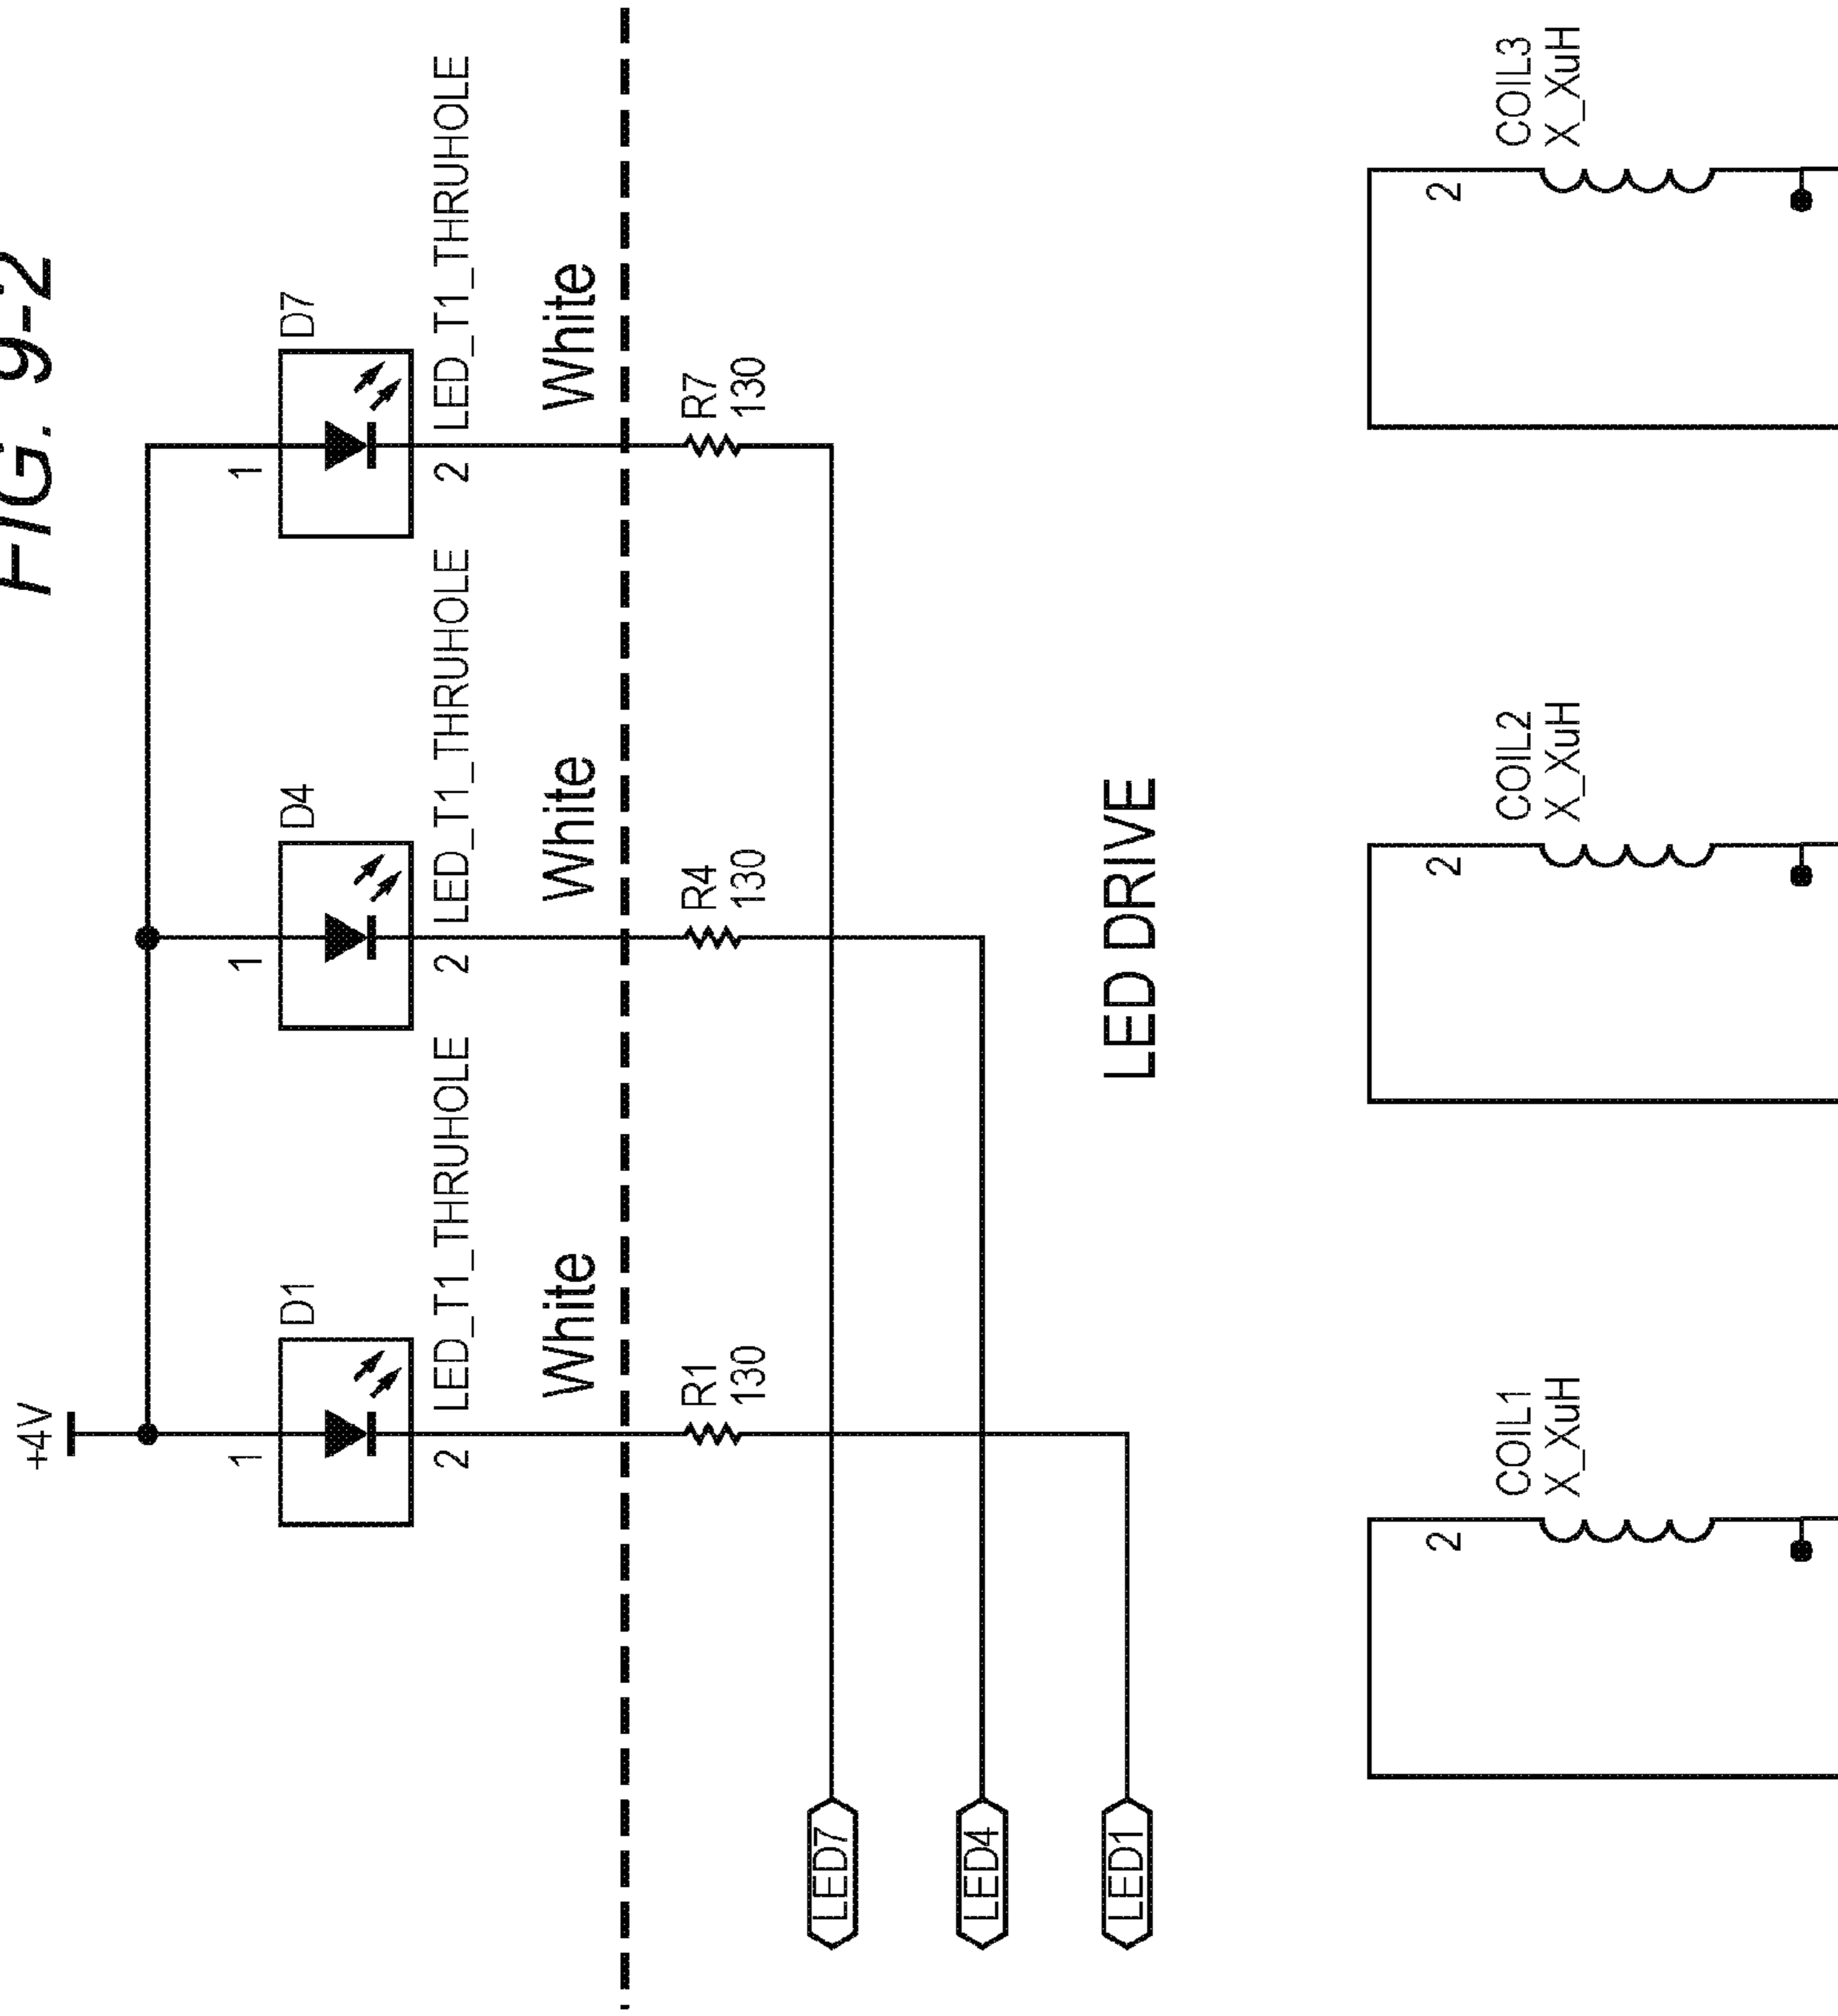 FIG. 9-2
+4V
1
D1
2
LED_T1_THRUHOLE
White
R1
130
1
D4
2
LED_T1_THRUHOLE
White
R4
130
1
D7
2
LED_T1_THRUHOLE
White
R7
130
LED7
LED4
LED1
LED DRIVE
2
COIL1
X_XuH
2
COIL2
X_XuH
2
COIL3
X_XuH